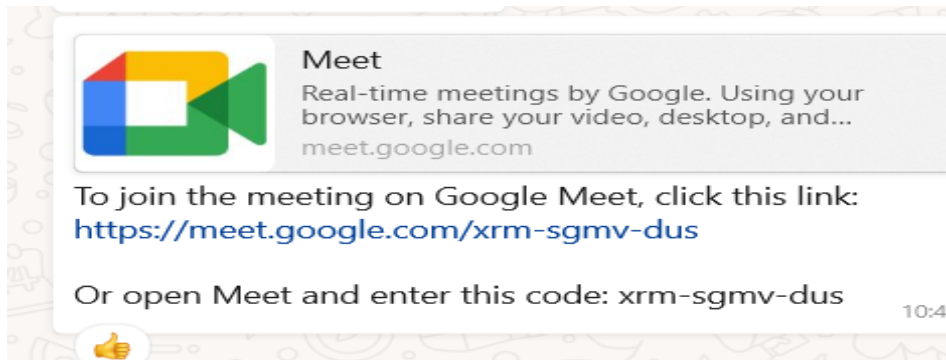 Meet
Real-time meetings by Google. Using your
browser, share your video, desktop, and...
meet.google.com
To join the meeting on Google Meet, click this link:
https://meet.google.com/xrm-sgmv-dus
Or open Meet and enter this code: xrm-sgmv-dus
10:4